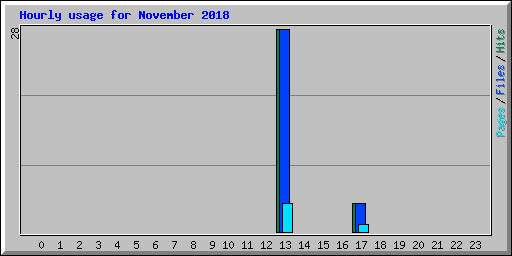 Hourly usage for November 2018
28
Pages/Files/Hits
0 1 2 3 4 5 6 7 8 9 10 11 12 13 14 15 16 17 18 19 20 21 22 23